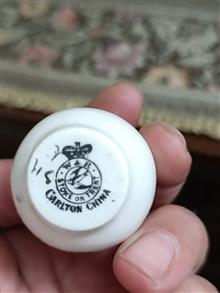 W & R
STOKE ON TRENT
CARLTON CHINA